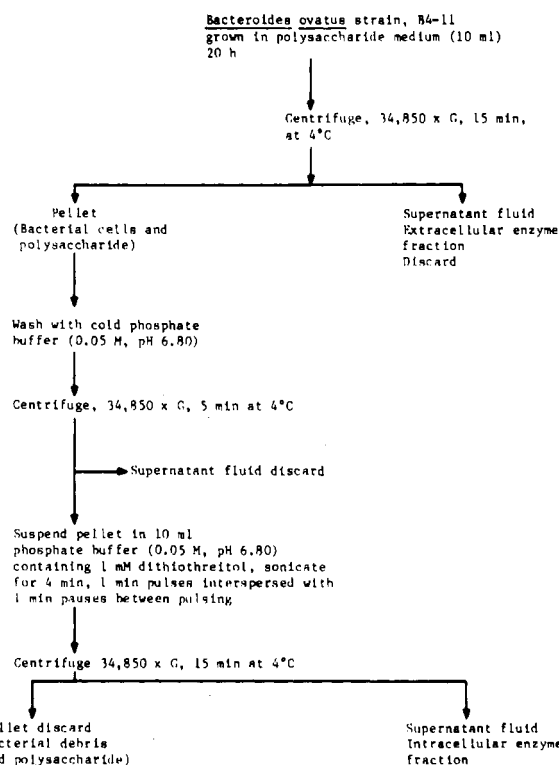 Bacteroides ovatus strain, B4-11
grown in polysaccharide medium (10 ml)
20 h
Centrifuge, 34,850 x G, 15 min,
at 4°C
Pellet
(Bacterial cells and
polysaccharide)
Supernatant fluid
Extracellular enzyme
fraction
Discard
Wash with cold phosphate
buffer (0.05 M, pH 6.80)
Centrifuge, 34,850 x G, 5 min at 4°C
Supernatant fluid discard
Suspend pellet in 10 ml
phosphate buffer (0.05 M, pH 6.80)
containing 1 mM dithiothreitol, sonicate
for 4 min, 1 min pulses interspersed with
1 min pauses between pulsing
Centrifuge 34,850 x G, 15 min at 4°C
llet discard
cterial debris
d polysaccharide)
Supernatant fluid
Intracellular enzyme
fraction